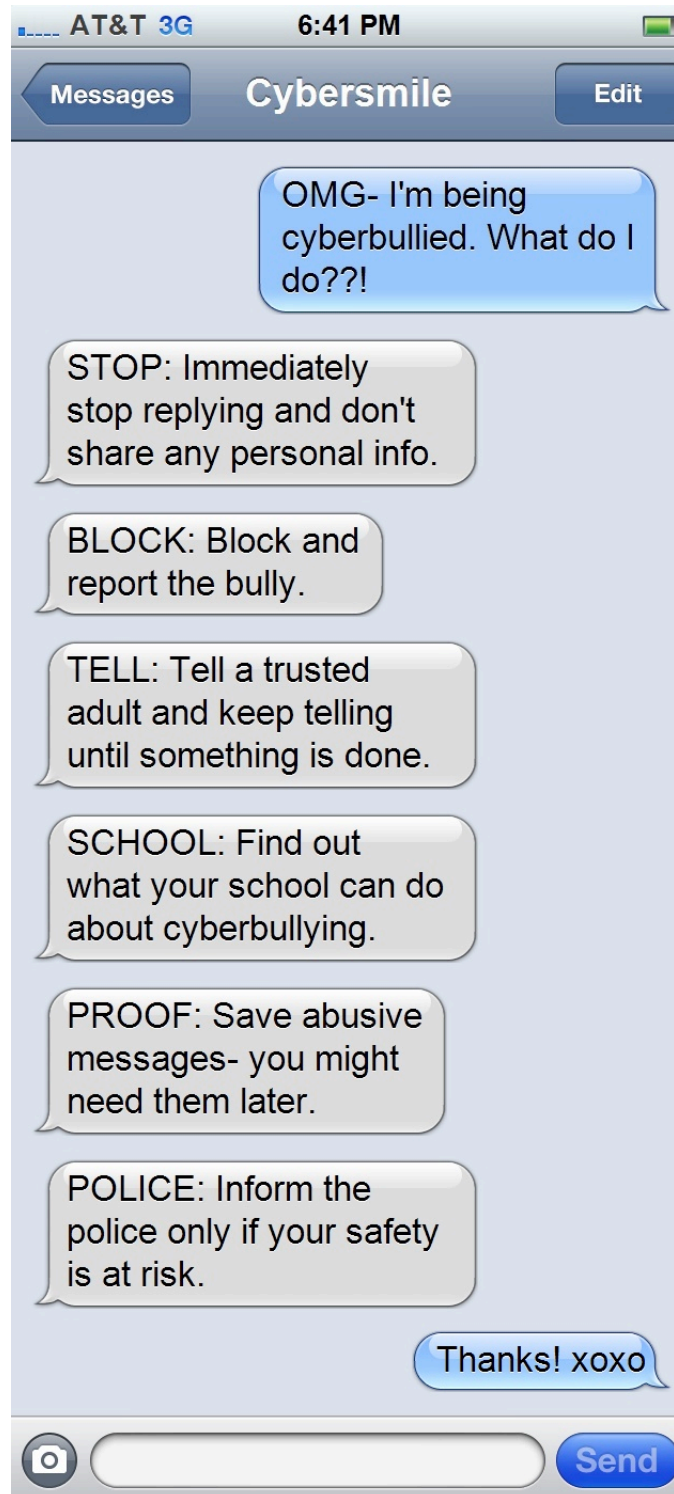 AT&T 3G 6:41 PM
Messages Cybersmile Edit
OMG- I'm being
cyberbullied. What do I
do??!
STOP: Immediately
stop replying and don't
share any personal info.
BLOCK: Block and
report the bully.
TELL: Tell a trusted
adult and keep telling
until something is done.
SCHOOL: Find out
what your school can do
about cyberbullying.
PROOF: Save abusive
messages- you might
need them later.
POLICE: Inform the
police only if your safety
is at risk.
Thanks! xoxo
Send